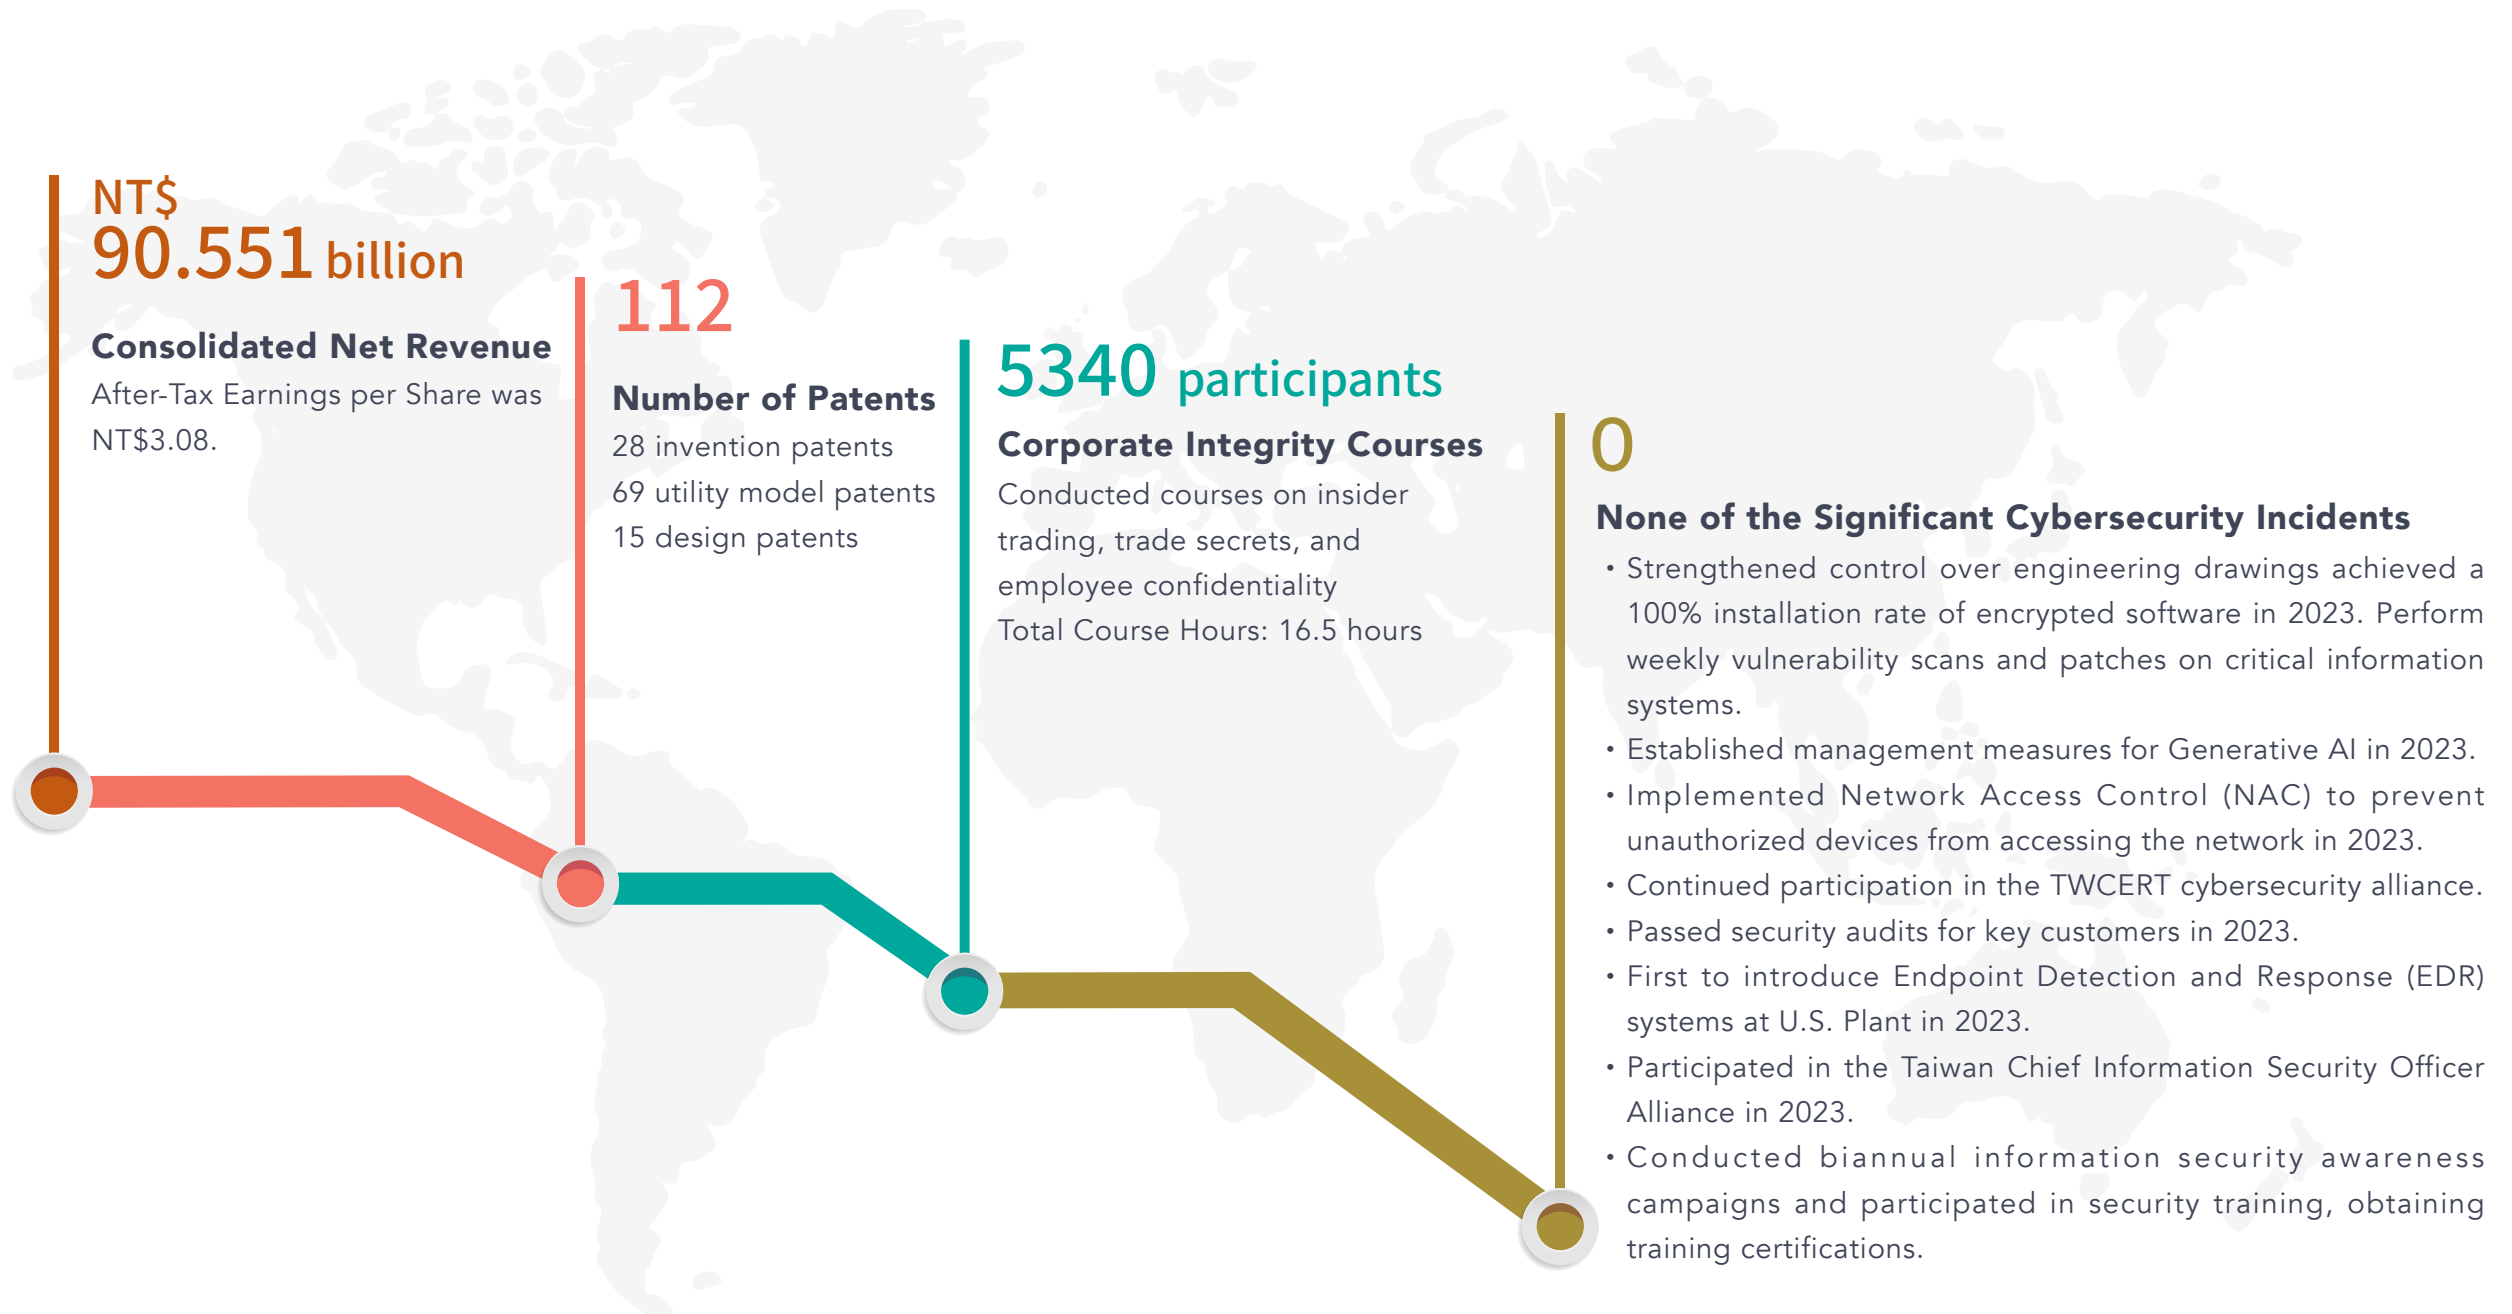 NT$
90.551 billion
Consolidated Net Revenue
After-Tax Earnings per Share was
NT$3.08.
112
Number of Patents
28 invention patents
69 utility model patents
15 design patents
5340 participants
Corporate Integrity Courses
Conducted courses on insider
trading, trade secrets, and
employee confidentiality
Total Course Hours: 16.5 hours
0
None of the Significant Cybersecurity Incidents
• Strengthened control over engineering drawings achieved a
100% installation rate of encrypted software in 2023. Perform
weekly vulnerability scans and patches on critical information
systems.
• Established management measures for Generative AI in 2023.
• Implemented Network Access Control (NAC) to prevent
unauthorized devices from accessing the network in 2023.
• Continued participation in the TWCERT cybersecurity alliance.
• Passed security audits for key customers in 2023.
• First to introduce Endpoint Detection and Response (EDR)
systems at U.S. Plant in 2023.
• Participated in the Taiwan Chief Information Security Officer
Alliance in 2023.
• Conducted biannual information security awareness
campaigns and participated in security training, obtaining
training certifications.